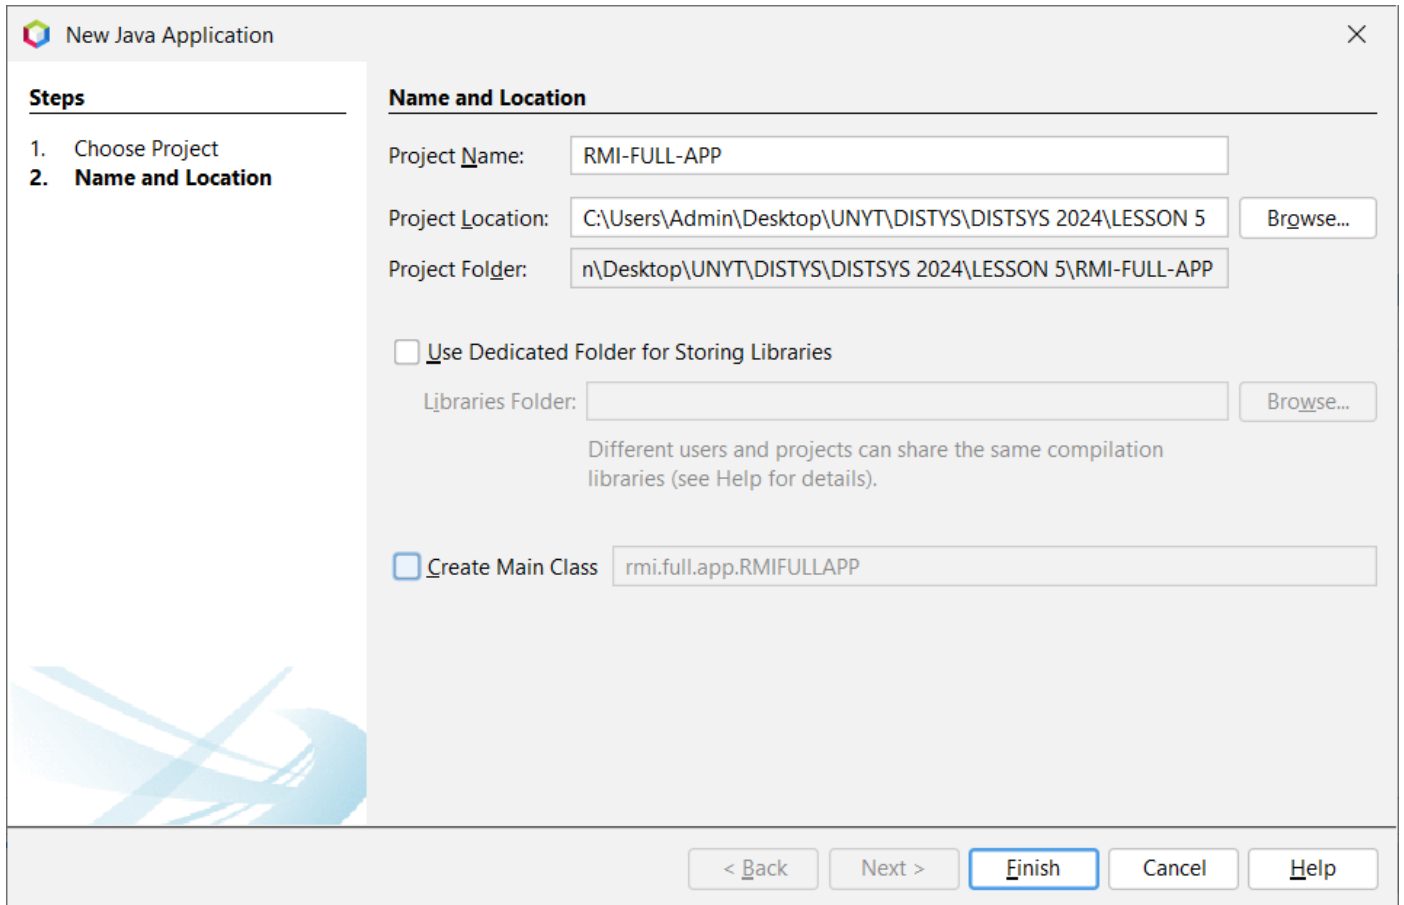 New Java Application
Steps
1. Choose Project
2. Name and Location
Name and Location
Project Name: RMI-FULL-APP
Project Location: C:\Users\Admin\Desktop\UNYT\DISTYS\DISTSYS 2024\LESSON 5 Browse...
Project Folder: n\Desktop\UNYT\DISTYS\DISTSYS 2024\LESSON 5\RMI-FULL-APP
Use Dedicated Folder for Storing Libraries
Libraries Folder: Browse...
Different users and projects can share the same compilation
libraries (see Help for details).
Create Main Class rmi.full.app.RMIFULLAPP
< Back Next > Finish Cancel Help